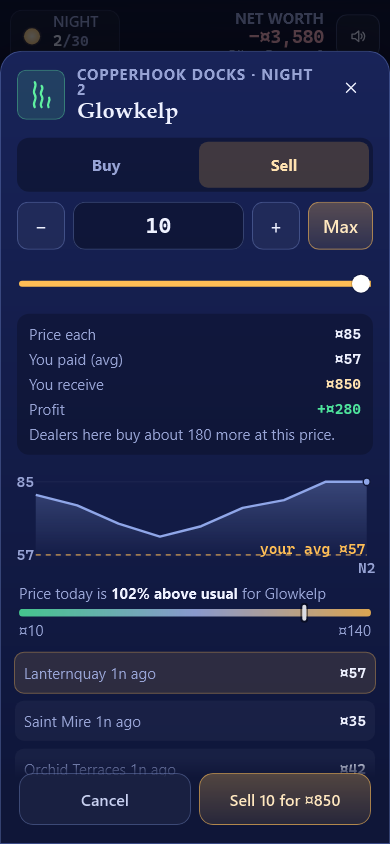 NIGHT
2/30
NET WORTH
−¤3,580
COPPERHOOK DOCKS · NIGHT
2
Glowkelp
×
Buy
Sell
−
10
+
Max
Price each
¤85
You paid (avg)
¤57
You receive
¤850
Profit
+¤280
Dealers here buy about 180 more at this price.
85
your avg ¤57
57
N2
Price today is 102% above usual for Glowkelp
¤10
¤140
Lanternquay 1n ago
¤57
Saint Mire 1n ago
¤35
Orchid Terraces 1n ago
¤42
Cancel
Sell 10 for ¤850